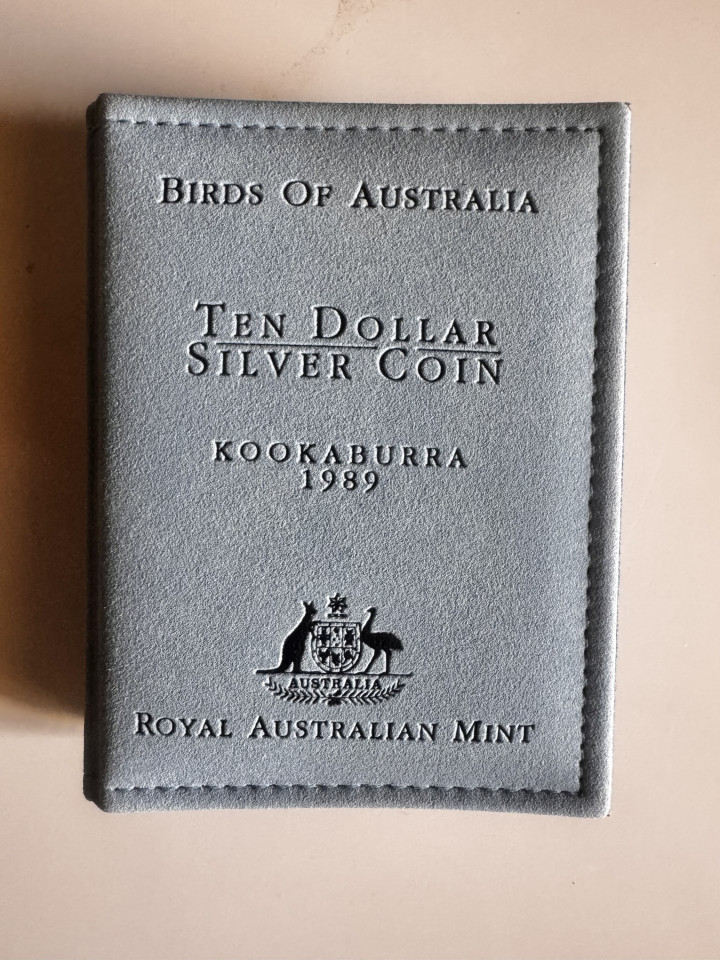 BIRDS OF AUSTRALIA
TEN DOLLAR
SILVER COIN
KOOKABURRA
1989
AUSTRALIA
ROYAL AUSTRALIAN MINT